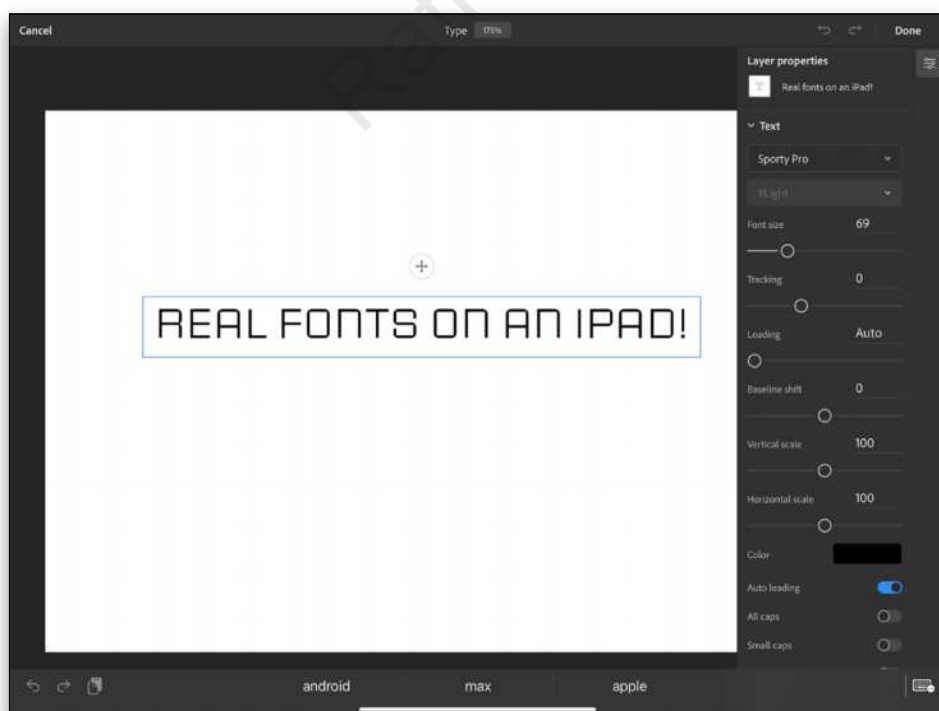 Cancel
Type 175%
Done
Layer properties
Real fonts on an iPad!
Text
Sporty Pro
XLight
Font size 69
Tracking 0
Leading Auto
Baseline shift 0
Vertical scale 100
Horizontal scale 100
Color
Auto leading
All caps
Small caps
REAL FONTS ON AN IPAD!
android max apple